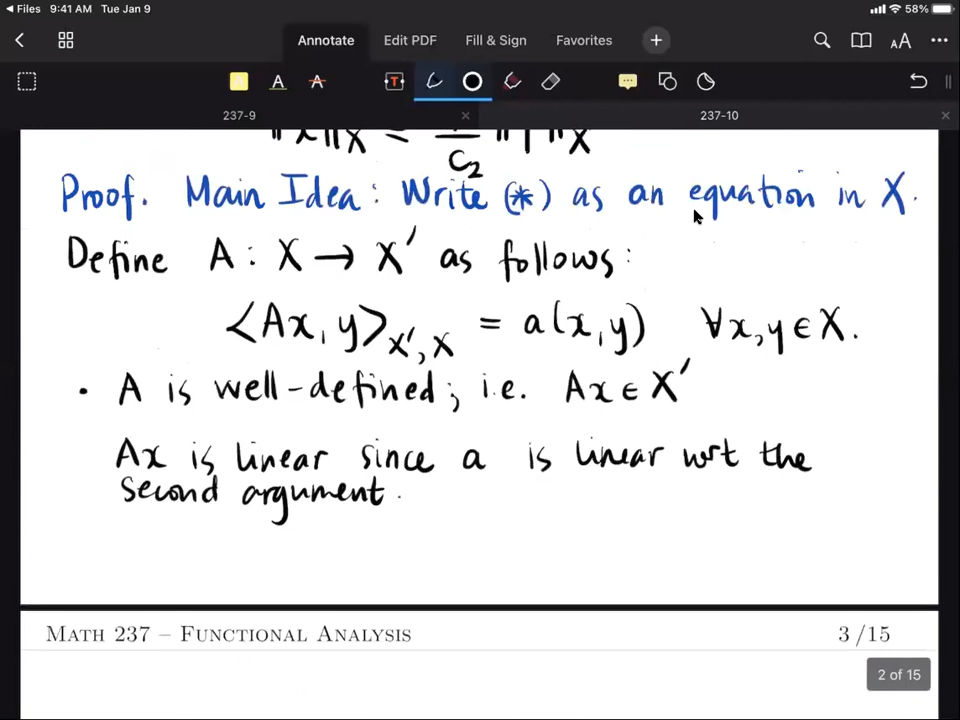 Files 9:41 AM Tue Jan 9 58%
Annotate Edit PDF Fill & Sign Favorites
A A T
237-9 237-10
C₂
Proof. Main Idea: Write (*) as an equation in X.
Define A : X → X' as follows:
<Ax, y>_{X', X} = a(x, y) ∀x, y ∈ X.
• A is well-defined; i.e. Ax ∈ X'
Ax is linear since a is linear wrt the
second argument.
MATH 237 – FUNCTIONAL ANALYSIS 3 /15
2 of 15